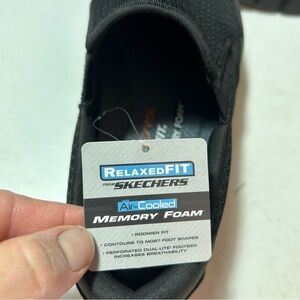 RELAXED FIT
FROM SKECHERS
Air-Cooled
MEMORY FOAM
• ROOMIER FIT
• CONTOURS TO MOST FOOT SHAPES
• PERFORATED DUAL-LITE FOOTBED
INCREASES BREATHABILITY